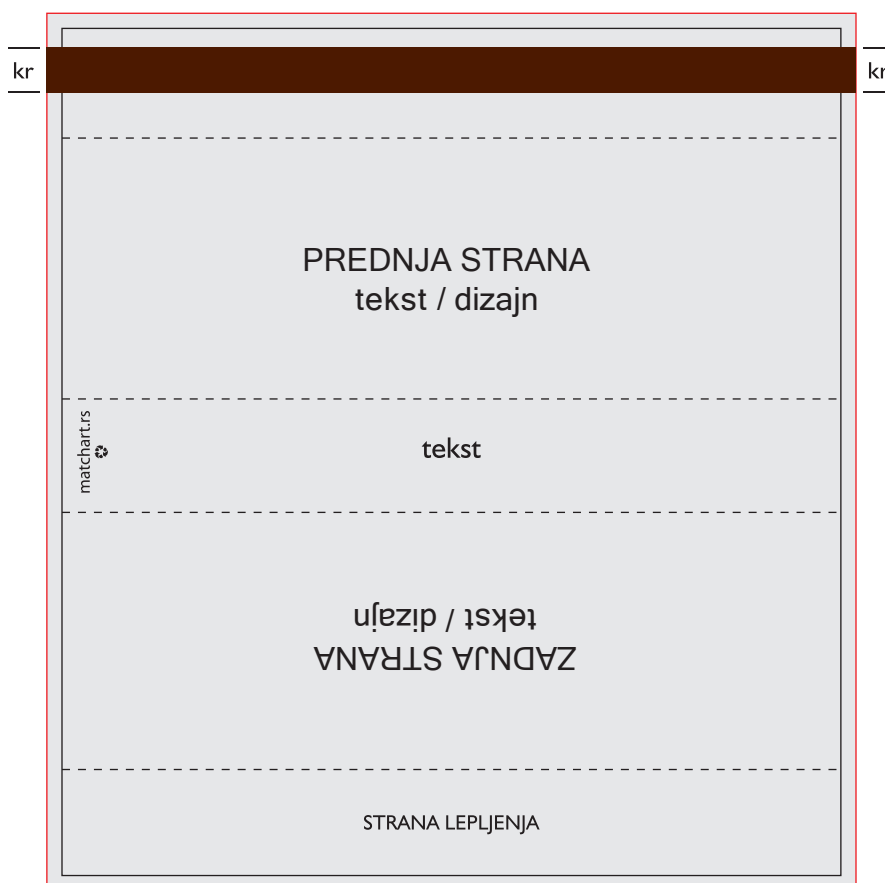 kr
kr
PREDNJA STRANA
tekst / dizajn
matchart.rs
tekst
ZADNJA STRANA
tekst / dizajn
STRANA LEPLJENJA